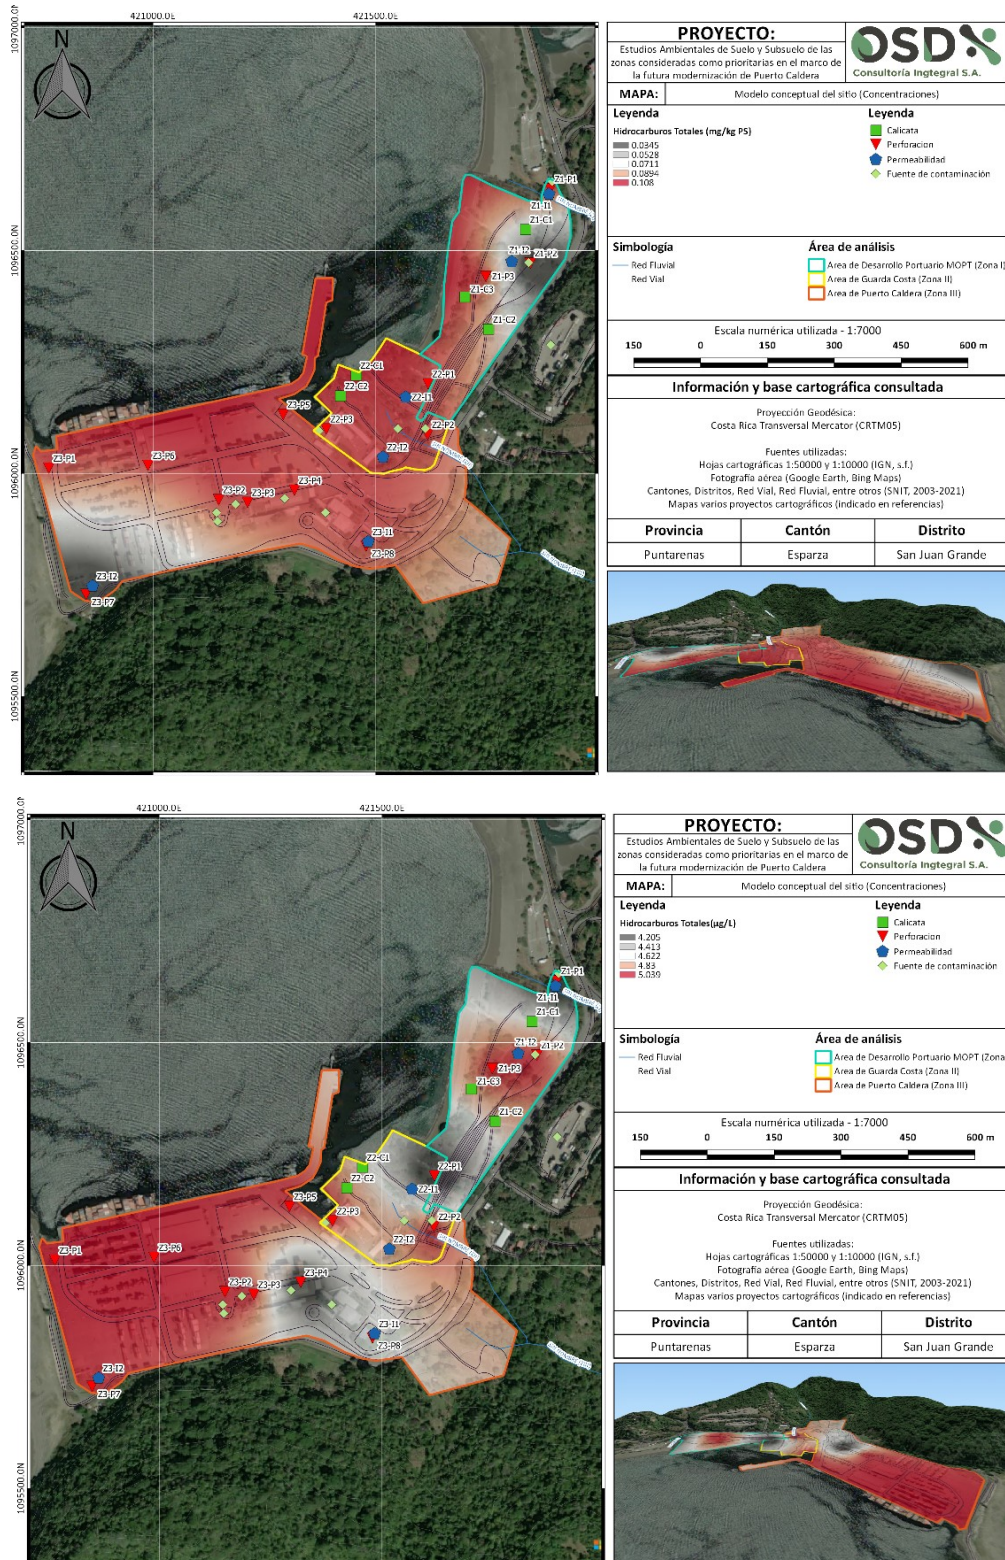 421000.0E
421500.0E
1097000.0N
1096500.0N
1096000.0N
1095500.0N
N
Z1-P1
Z1-I1
Z1-C1
Z1-I2
Z1-P2
Z1-P3
Z1-C3
Z1-C2
Z2-C1
Z2-C2
Z2-P1
Z2-I1
Z2-P3
Z2-P2
Z2-I2
Z3-P5
Z3-P1
Z3-P6
Z3-P4
Z3-P2
Z3-P3
Z3-I1
Z3-P8
Z3-I2
Z3-P7
PROYECTO:
Estudios Ambientales de Suelo y Subsuelo de las
zonas consideradas como prioritarias en el marco de
la futura modernización de Puerto Caldera
OSD
Consultoría Ingtegral S.A.
MAPA:
Modelo conceptual del sitio (Concentraciones)
Leyenda
Hidrocarburos Totales (mg/kg PS)
0.0345
0.0528
0.0711
0.0894
0.108
Leyenda
Calicata
Perforacion
Permeabilidad
Fuente de contaminación
Simbología
Red Fluvial
Red Vial
Área de análisis
Area de Desarrollo Portuario MOPT (Zona I)
Area de Guarda Costa (Zona II)
Area de Puerto Caldera (Zona III)
Escala numérica utilizada - 1:7000
150 0 150 300 450 600 m
Información y base cartográfica consultada
Proyección Geodésica:
Costa Rica Transversal Mercator (CRTM05)
Fuentes utilizadas:
Hojas cartográficas 1:50000 y 1:10000 (IGN, s.f.)
Fotografía aérea (Google Earth, Bing Maps)
Cantones, Distritos, Red Vial, Red Fluvial, entre otros (SNIT, 2003-2021)
Mapas varios proyectos cartográficos (indicado en referencias)
Provincia Cantón Distrito
Puntarenas Esparza San Juan Grande
421000.0E
421500.0E
1097000.0N
1096500.0N
1096000.0N
1095500.0N
N
Z1-P1
Z1-I1
Z1-C1
Z1-I2
Z1-P2
Z1-P3
Z1-C3
Z1-C2
Z2-C1
Z2-C2
Z2-P1
Z2-I1
Z2-P3
Z2-P2
Z2-I2
Z3-P5
Z3-P1
Z3-P6
Z3-P4
Z3-P2
Z3-P3
Z3-I1
Z3-P8
Z3-I2
Z3-P7
PROYECTO:
Estudios Ambientales de Suelo y Subsuelo de las
zonas consideradas como prioritarias en el marco de
la futura modernización de Puerto Caldera
OSD
Consultoría Ingtegral S.A.
MAPA:
Modelo conceptual del sitio (Concentraciones)
Leyenda
Hidrocarburos Totales(µg/L)
4.205
4.413
4.622
4.83
5.039
Leyenda
Calicata
Perforacion
Permeabilidad
Fuente de contaminación
Simbología
Red Fluvial
Red Vial
Área de análisis
Area de Desarrollo Portuario MOPT (Zona
Area de Guarda Costa (Zona II)
Area de Puerto Caldera (Zona III)
Escala numérica utilizada - 1:7000
150 0 150 300 450 600 m
Información y base cartográfica consultada
Proyección Geodésica:
Costa Rica Transversal Mercator (CRTM05)
Fuentes utilizadas:
Hojas cartográficas 1:50000 y 1:10000 (IGN, s.f.)
Fotografía aérea (Google Earth, Bing Maps)
Cantones, Distritos, Red Vial, Red Fluvial, entre otros (SNIT, 2003-2021)
Mapas varios proyectos cartográficos (indicado en referencias)
Provincia Cantón Distrito
Puntarenas Esparza San Juan Grande